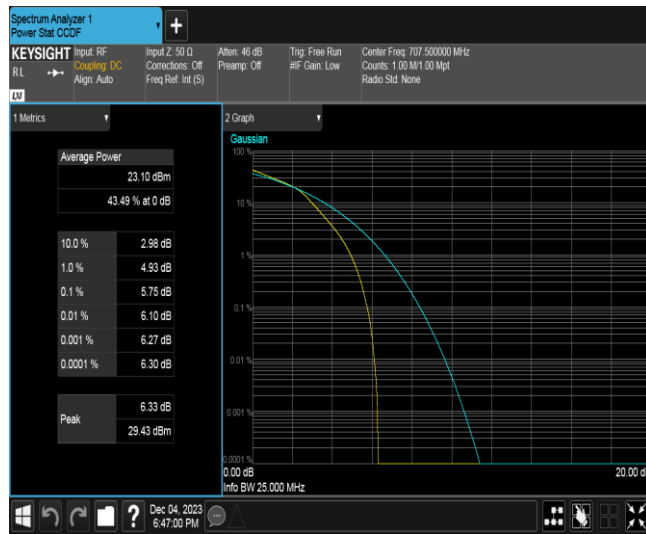 Spectrum Analyzer 1
Power Stat CCDF
+
KEYSIGHT
RL
LXI
Input: RF
Coupling: DC
Align: Auto
Input Z: 50 Ω
Corrections: Off
Freq Ref: Int (S)
Atten: 46 dB
Preamp: Off
Trig: Free Run
#IF Gain: Low
Center Freq: 707.500000 MHz
Counts: 1.00 M/1.00 Mpt
Radio Std: None
1 Metrics
Average Power
23.10 dBm
43.49 % at 0 dB
10.0 % 2.98 dB
1.0 % 4.93 dB
0.1 % 5.75 dB
0.01 % 6.10 dB
0.001 % 6.27 dB
0.0001 % 6.30 dB
Peak
6.33 dB
29.43 dBm
2 Graph
Gaussian
100 %
10 %
1 %
0.1 %
0.01 %
0.001 %
0.0001 %
0.00 dB
20.00 d
Info BW 25.000 MHz
?
Dec 04, 2023
6:47:00 PM